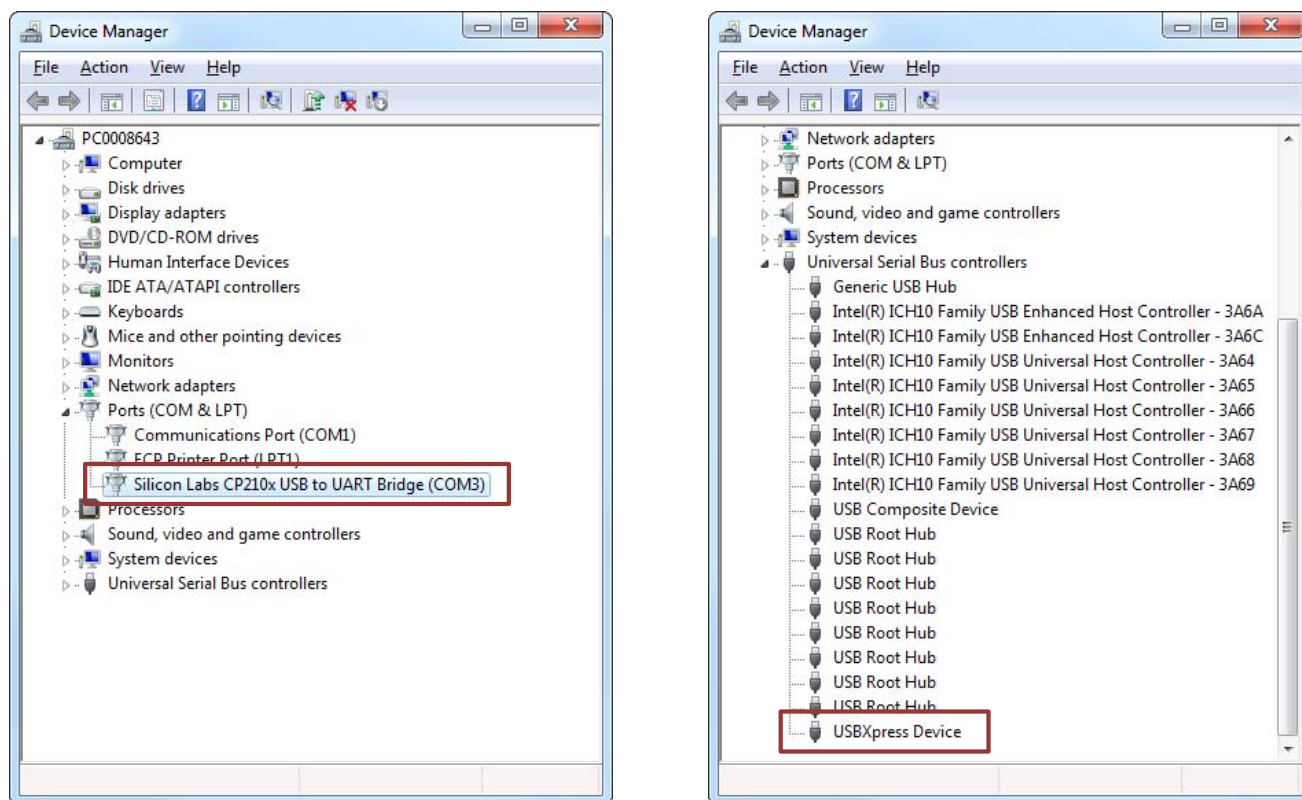 Device Manager
File Action View Help
PC0008643
Computer
Disk drives
Display adapters
DVD/CD-ROM drives
Human Interface Devices
IDE ATA/ATAPI controllers
Keyboards
Mice and other pointing devices
Monitors
Network adapters
Ports (COM & LPT)
Communications Port (COM1)
ECP Printer Port (LPT1)
Silicon Labs CP210x USB to UART Bridge (COM3)
Processors
Sound, video and game controllers
System devices
Universal Serial Bus controllers
Device Manager
File Action View Help
Network adapters
Ports (COM & LPT)
Processors
Sound, video and game controllers
System devices
Universal Serial Bus controllers
Generic USB Hub
Intel(R) ICH10 Family USB Enhanced Host Controller - 3A6A
Intel(R) ICH10 Family USB Enhanced Host Controller - 3A6C
Intel(R) ICH10 Family USB Universal Host Controller - 3A64
Intel(R) ICH10 Family USB Universal Host Controller - 3A65
Intel(R) ICH10 Family USB Universal Host Controller - 3A66
Intel(R) ICH10 Family USB Universal Host Controller - 3A67
Intel(R) ICH10 Family USB Universal Host Controller - 3A68
Intel(R) ICH10 Family USB Universal Host Controller - 3A69
USB Composite Device
USB Root Hub
USB Root Hub
USB Root Hub
USB Root Hub
USB Root Hub
USB Root Hub
USB Root Hub
USB Root Hub
USBXpress Device